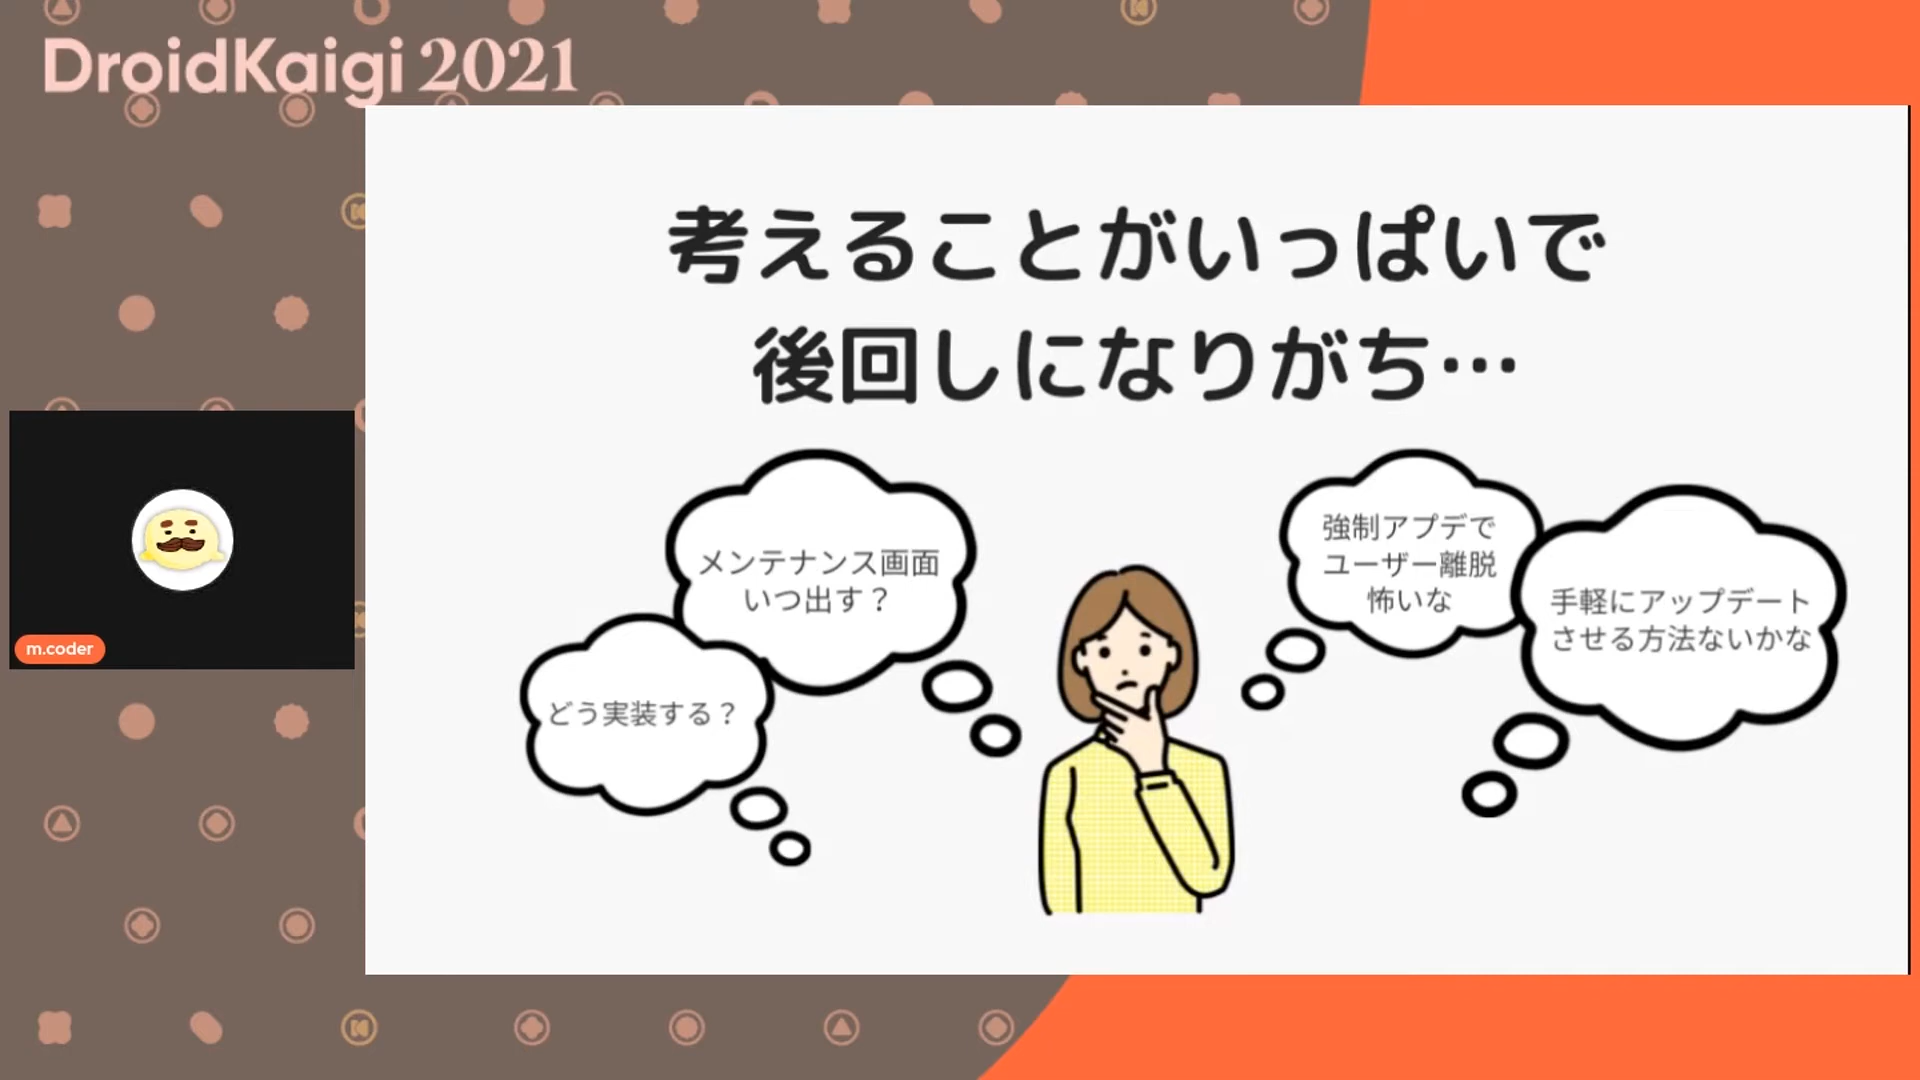 DroidKaigi 2021
考えることがいっぱいで
後回しになりがち…
メンテナンス画面
いつ出す？
どう実装する？
強制アプデで
ユーザー離脱
怖いな
手軽にアップデート
させる方法ないかな
m.coder